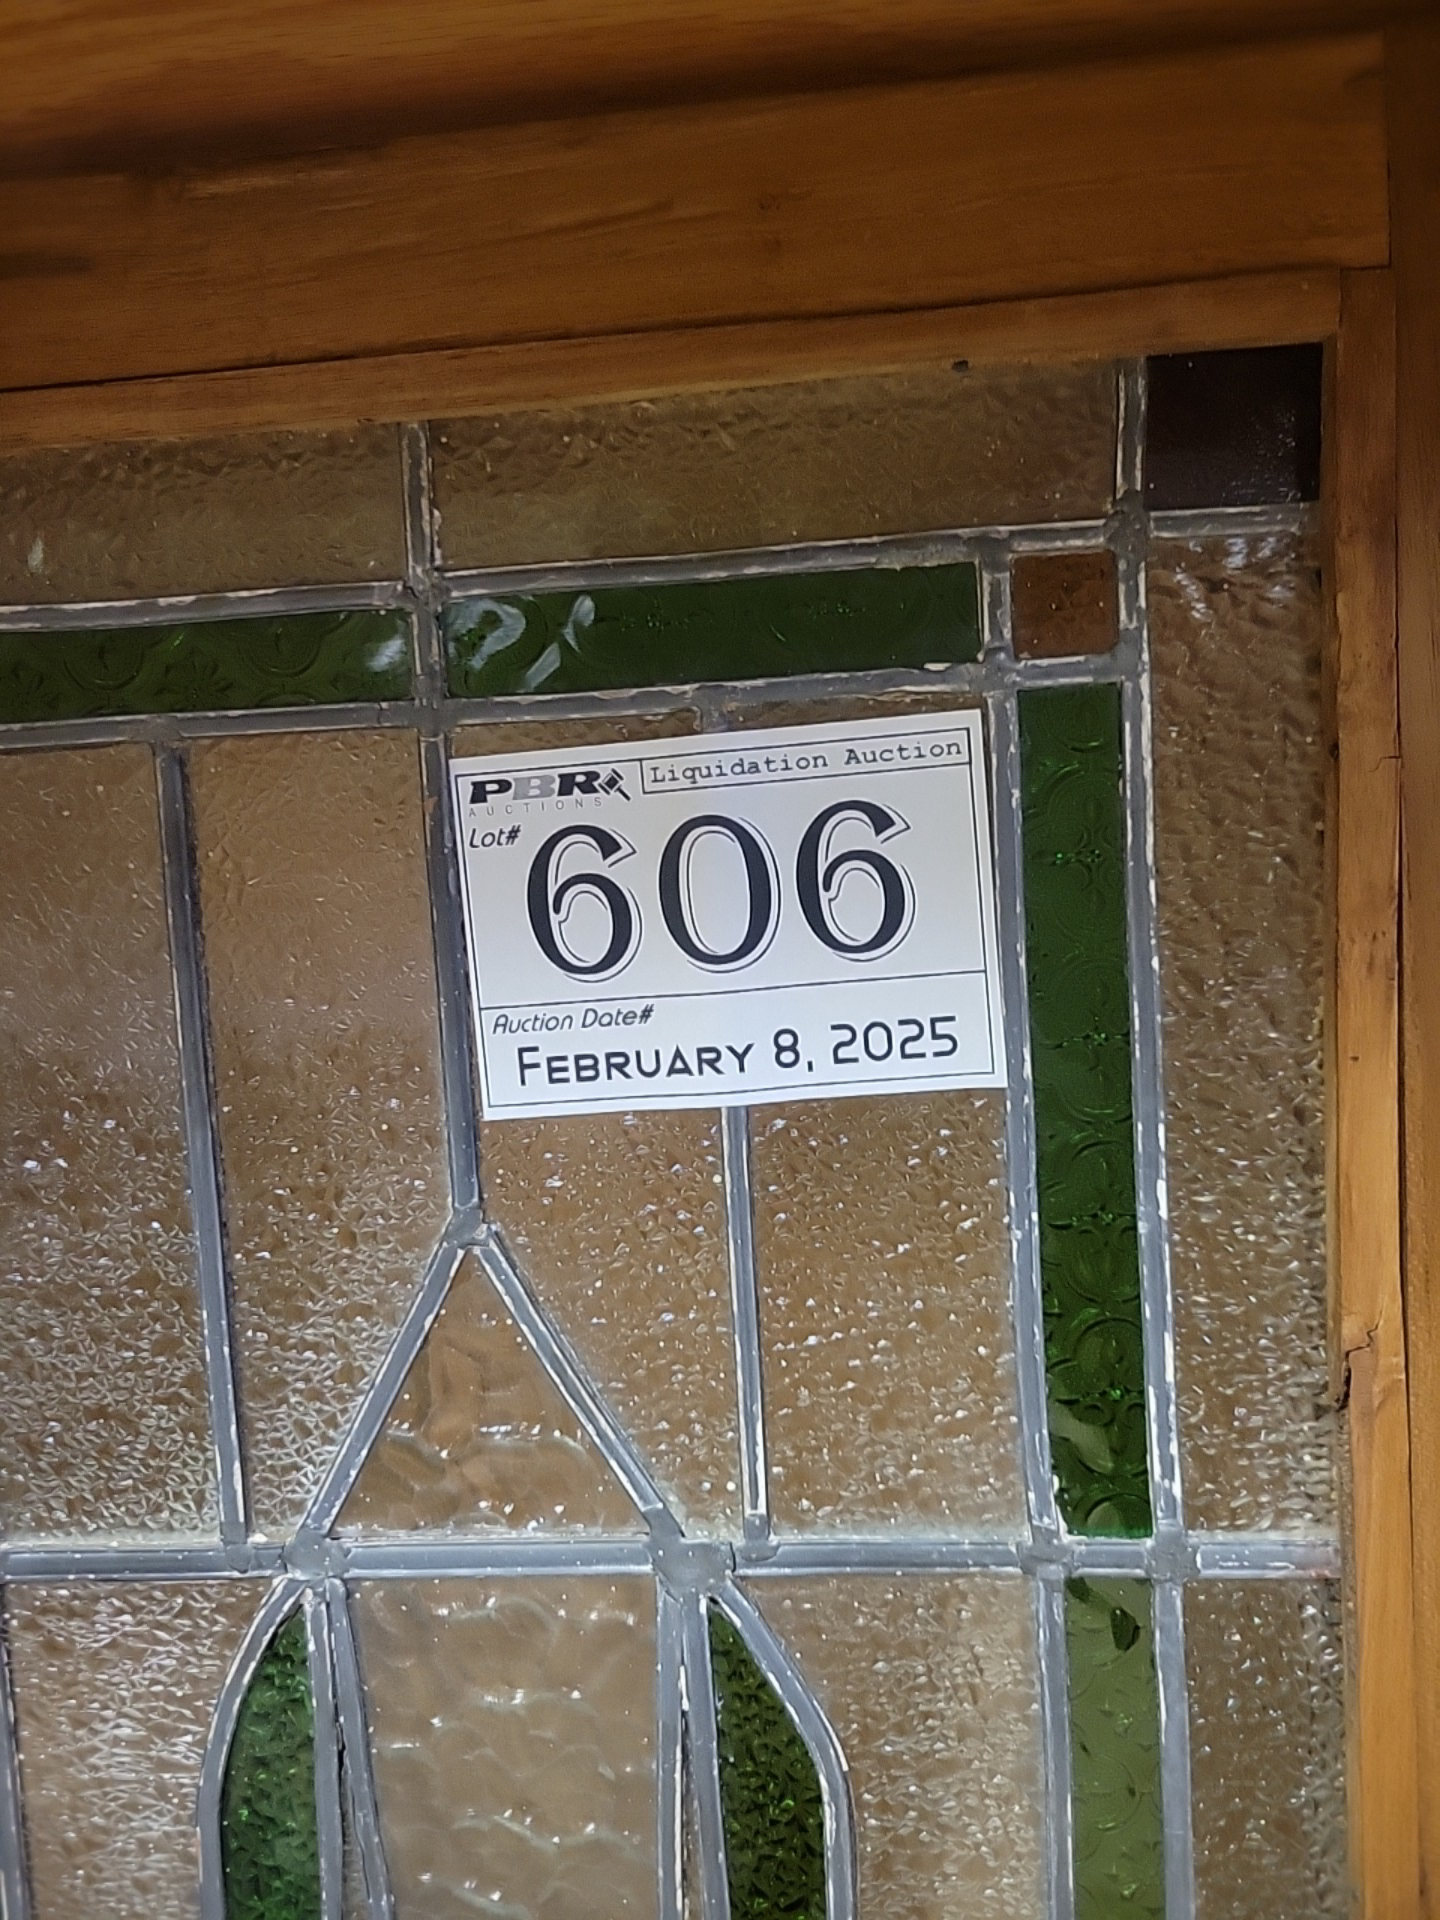 PBR
AUCTIONS
Liquidation Auction
Lot#
606
Auction Date#
FEBRUARY 8, 2025